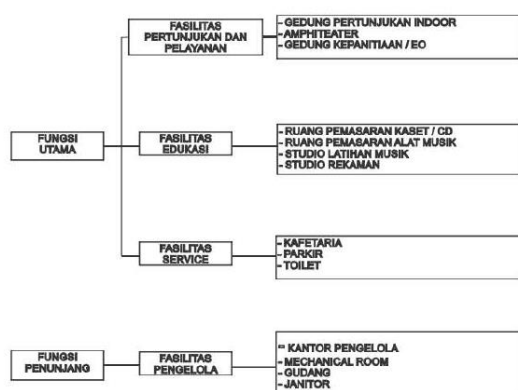 FASILITAS
PERTUNJUKAN DAN
PELAYANAN
- GEDUNG PERTUNJUKAN INDOOR
- AMPHITEATER
- GEDUNG KEPANITIAAN / EO
FUNGSI
UTAMA
FASILITAS
EDUKASI
- RUANG PEMASARAN KASET / CD
- RUANG PEMASARAN ALAT MUSIK
- STUDIO LATIHAN MUSIK
- STUDIO REKAMAN
FASILITAS
SERVICE
- KAFETARIA
- PARKIR
- TOILET
FUNGSI
PENUNJANG
FASILITAS
PENGELOLA
- KANTOR PENGELOLA
- MECHANICAL ROOM
- GUDANG
- JANITOR